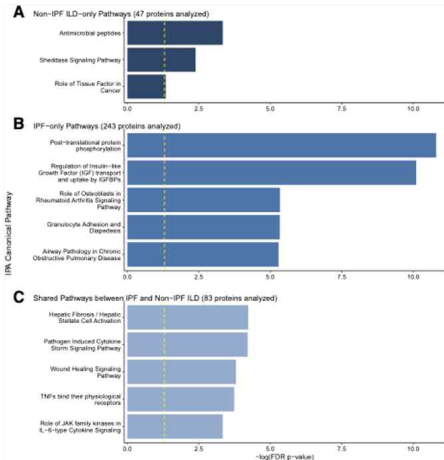 A Non-IPF ILD-only Pathways (47 proteins analyzed)
Antimicrobial peptides
Sheddase Signaling Pathway
Role of Tissue Factor in
Cancer
0.0 2.5 5.0 7.5 10.0
B IPF-only Pathways (243 proteins analyzed)
Post-translational protein
phosphorylation
Regulation of Insulin-like
Growth Factor (IGF) transport
and uptake by IGFBPs
Role of Osteoblasts in
Rheumatoid Arthritis Signaling
Pathway
Granulocyte Adhesion and
Diapedesis
Airway Pathology in Chronic
Obstructive Pulmonary Disease
0.0 2.5 5.0 7.5 10.0
IPA Canonical Pathway
C Shared Pathways between IPF and Non-IPF ILD (83 proteins analyzed)
Hepatic Fibrosis / Hepatic
Stellate Cell Activation
Pathogen Induced Cytokine
Storm Signaling Pathway
Wound Healing Signaling
Pathway
TNFs bind their physiological
receptors
Role of JAK family kinases in
IL-6-type Cytokine Signaling
0.0 2.5 5.0 7.5 10.0
-log(FDR p-value)